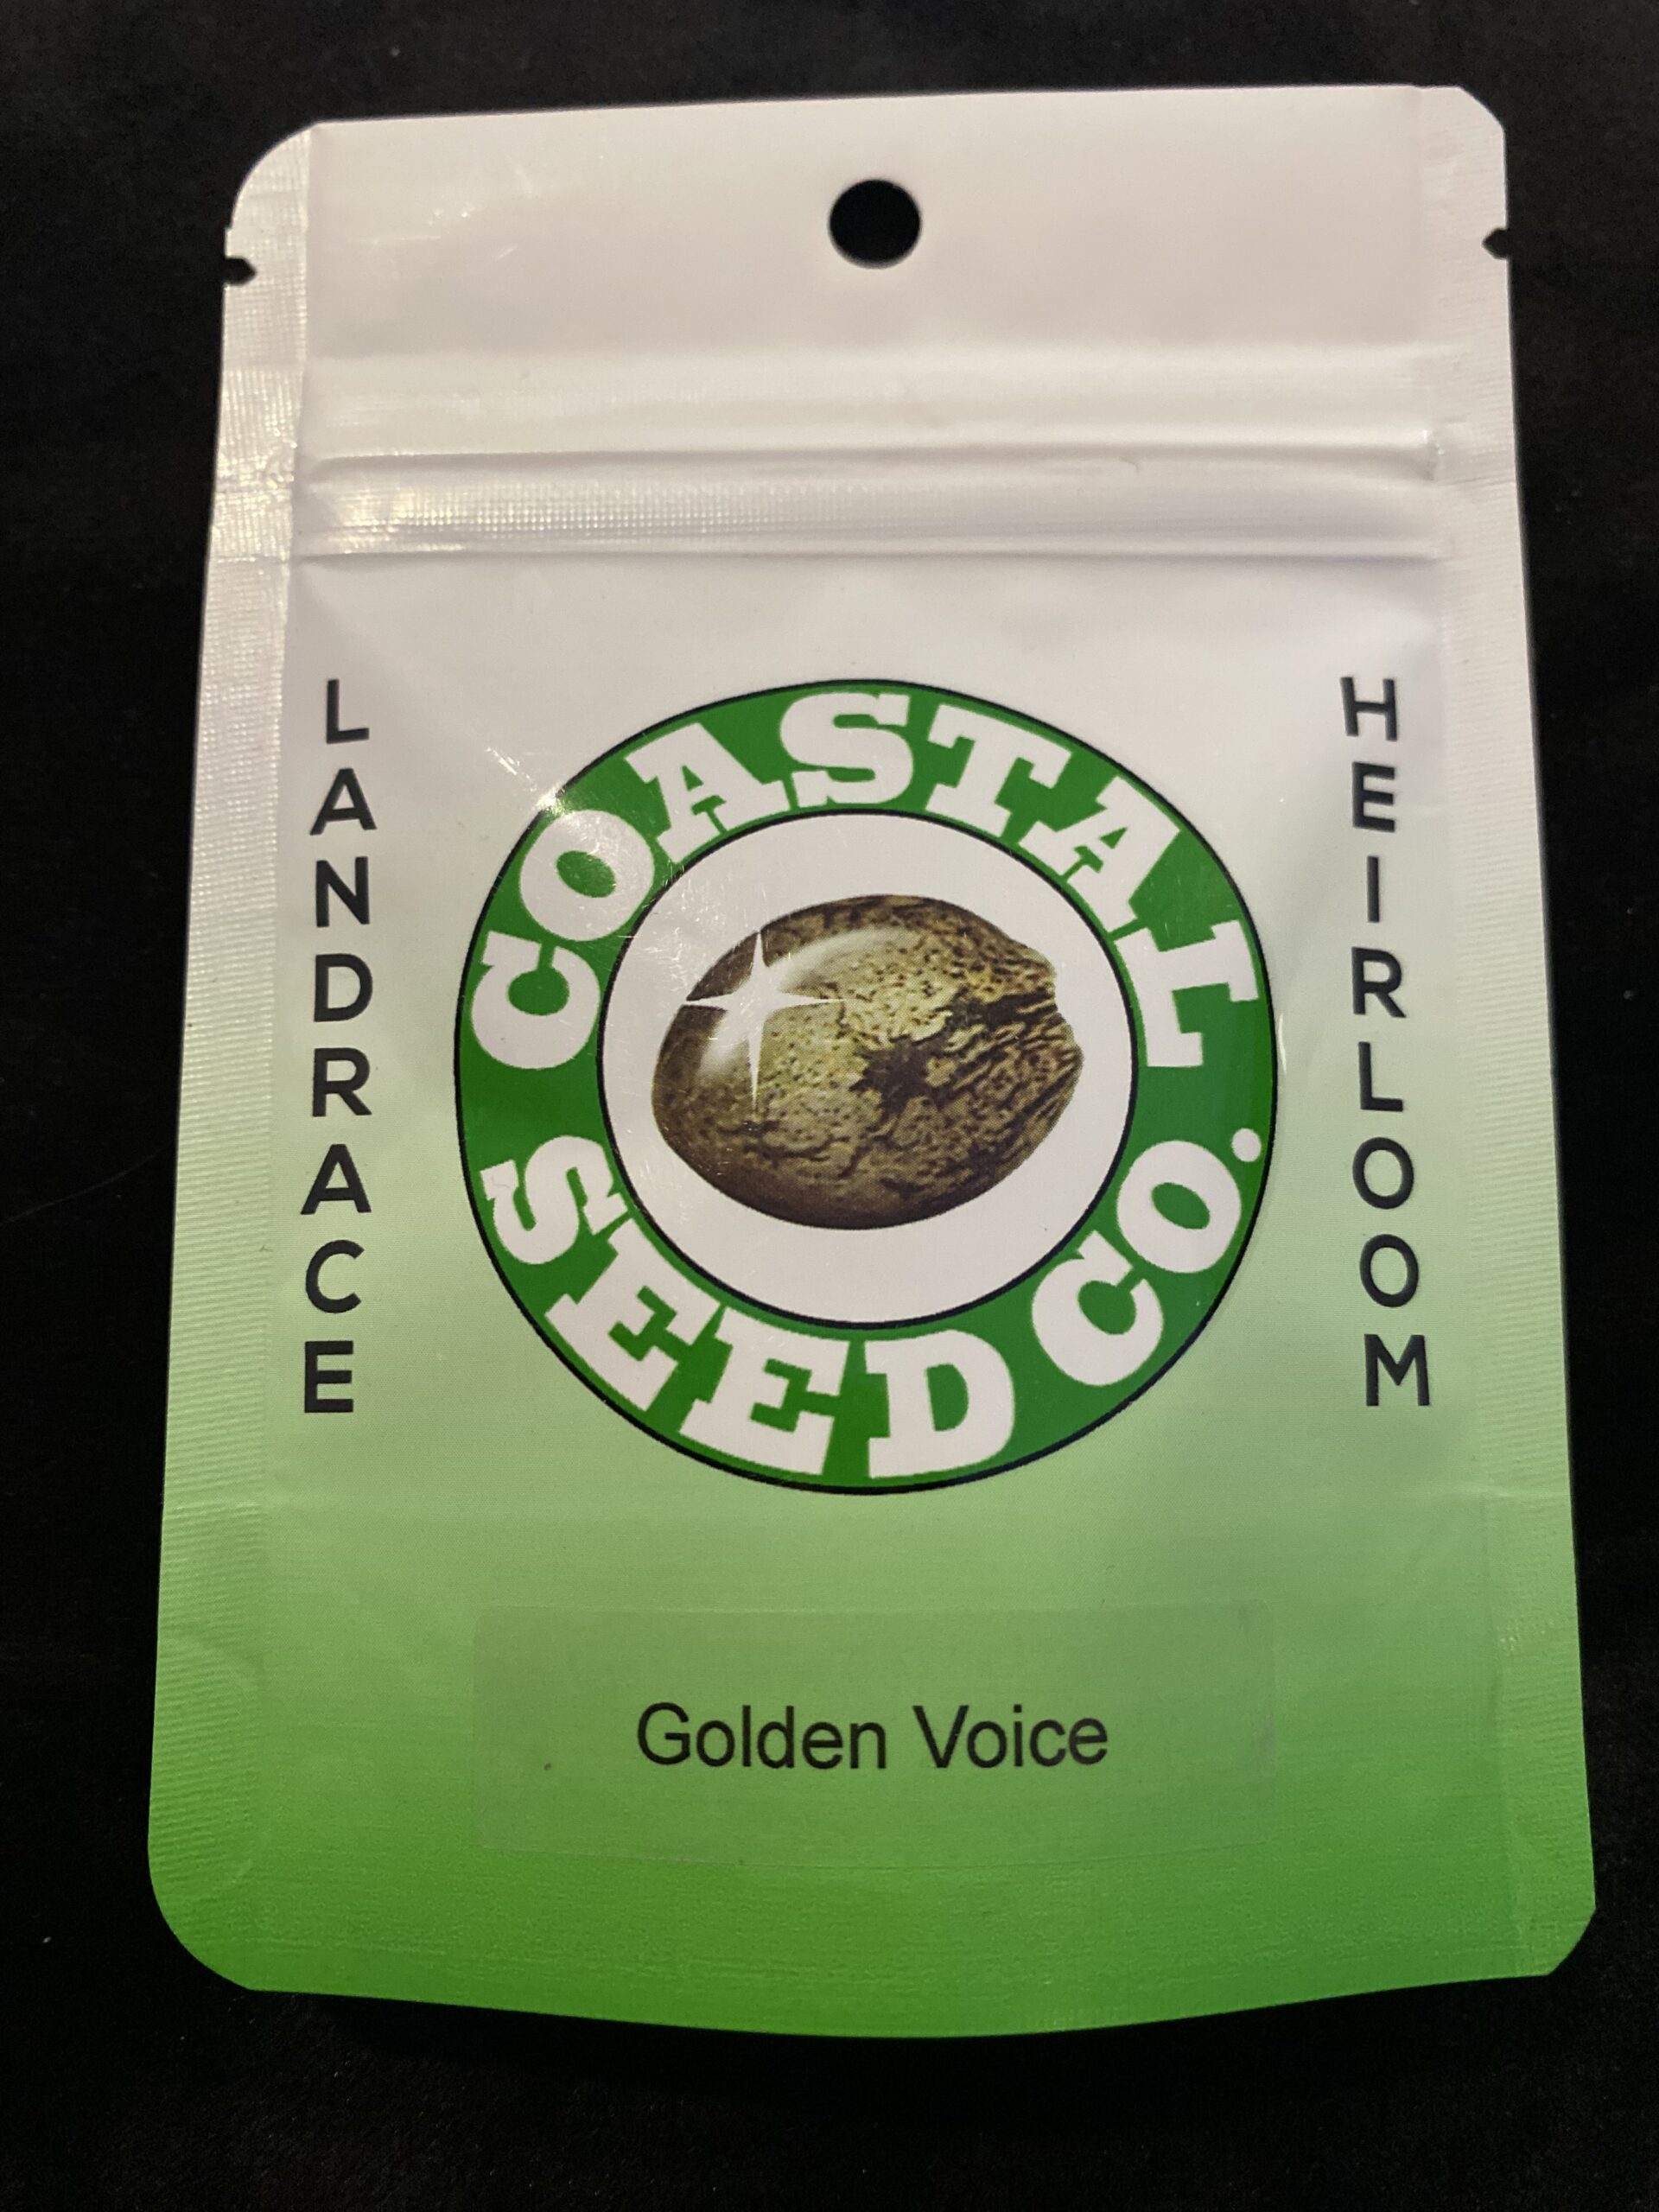 LANDRACE
COASTAL
SEED CO.
HEIRLOOM
Golden Voice